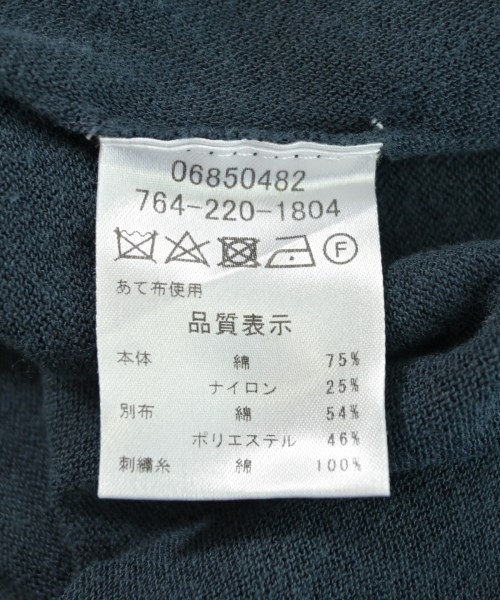 06850482
764-220-1804
F
あて布使用
品質表示
本体 綿 75%
ナイロン 25%
別布 綿 54%
ポリエステル 46%
刺繍糸 綿 100%